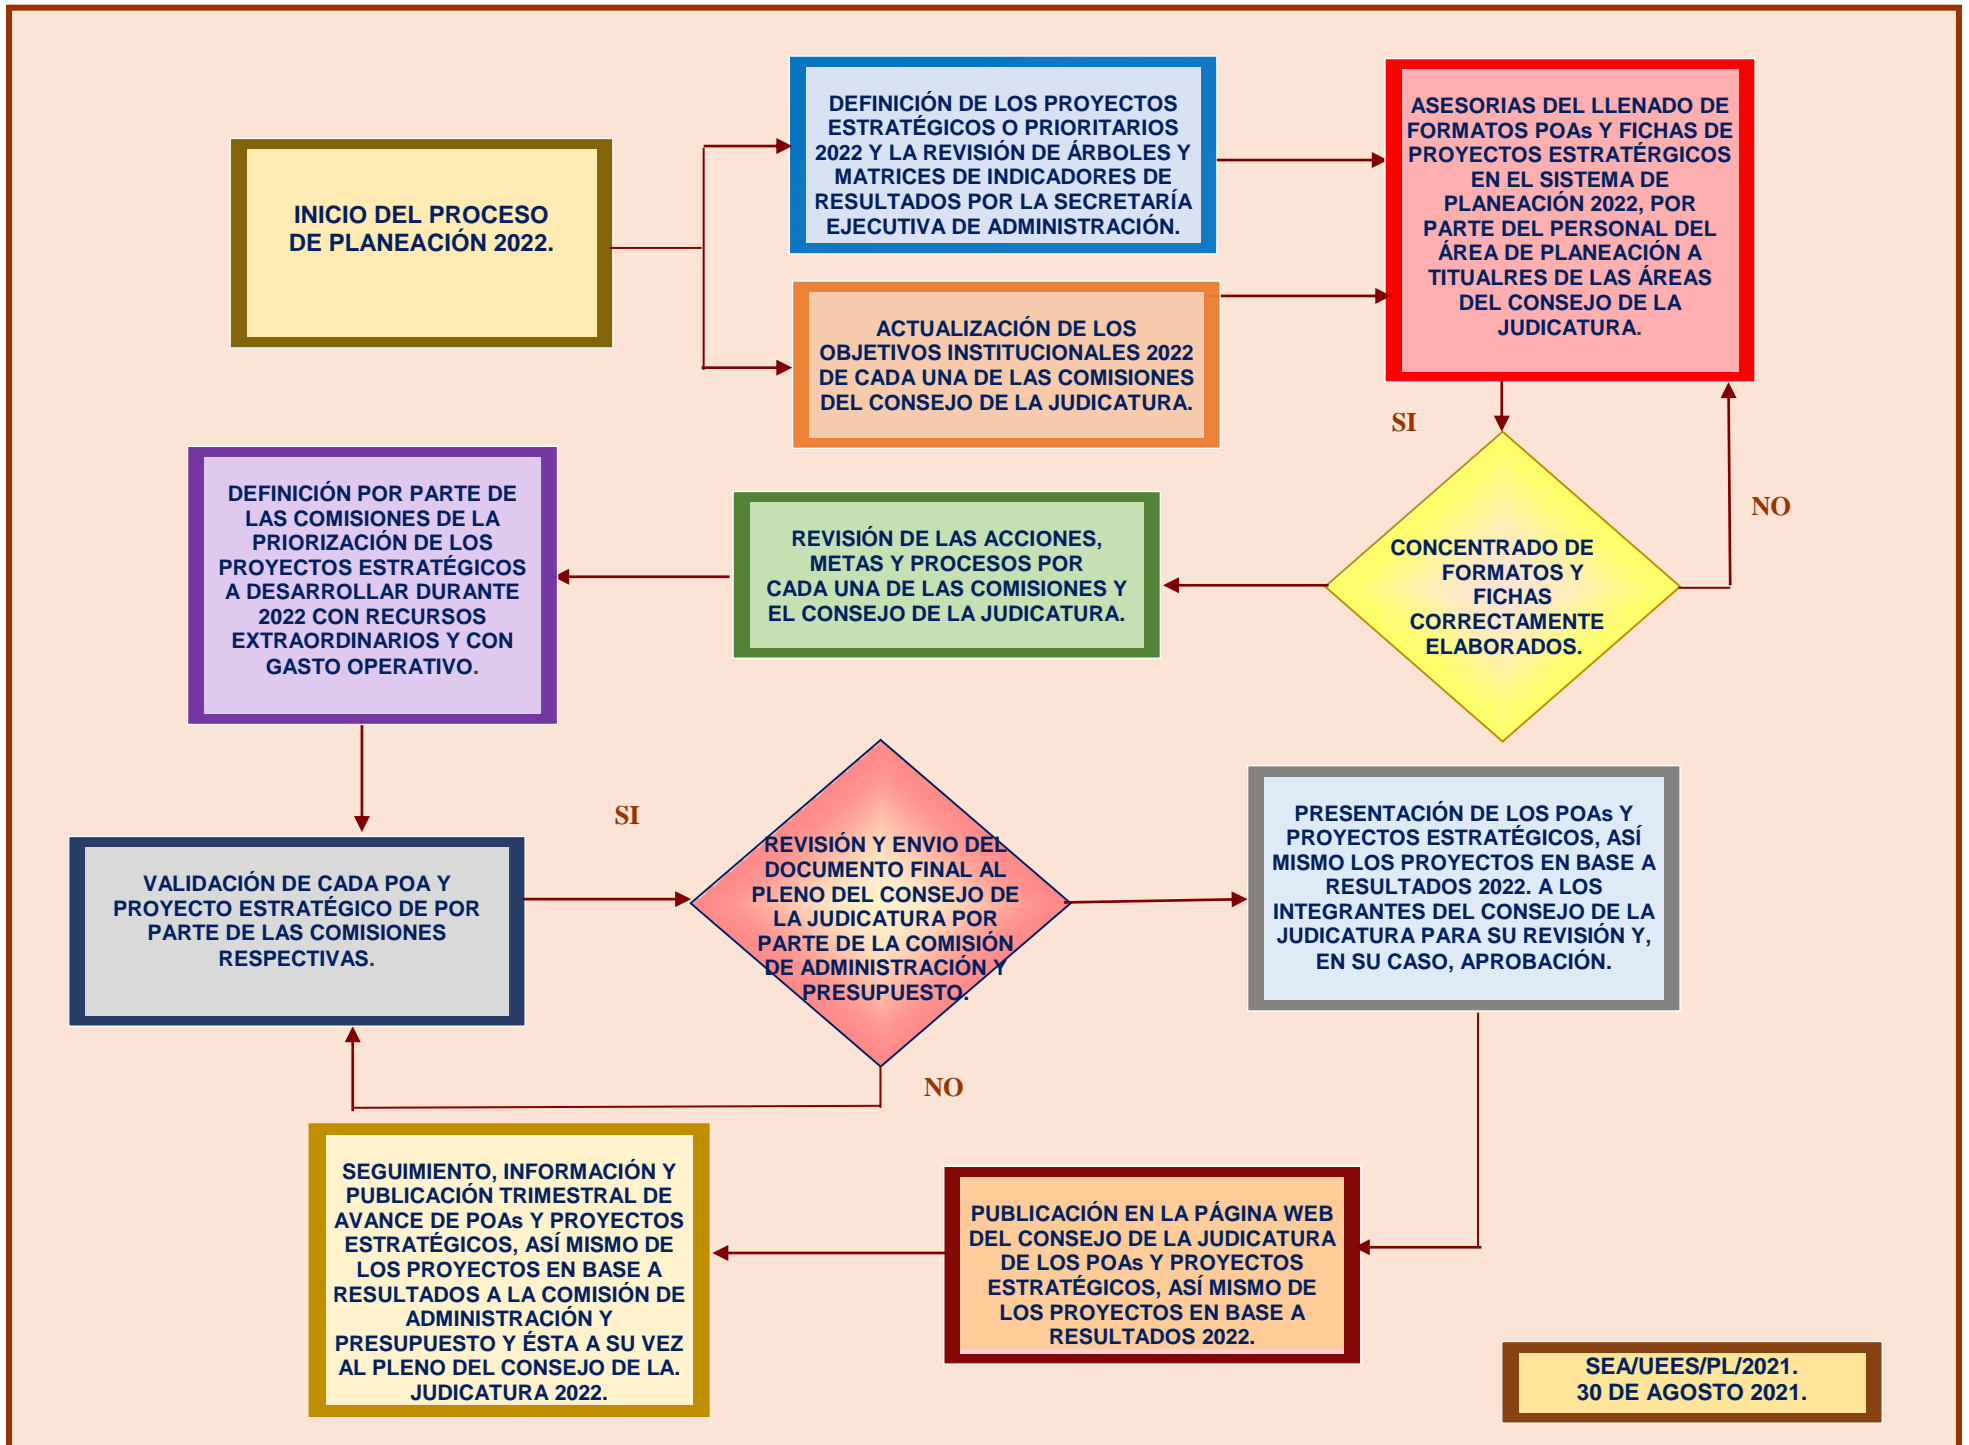 INICIO DEL PROCESO
DE PLANEACIÓN 2022.
DEFINICIÓN DE LOS PROYECTOS
ESTRATÉGICOS O PRIORITARIOS
2022 Y LA REVISIÓN DE ÁRBOLES Y
MATRICES DE INDICADORES DE
RESULTADOS POR LA SECRETARÍA
EJECUTIVA DE ADMINISTRACIÓN.
ACTUALIZACIÓN DE LOS
OBJETIVOS INSTITUCIONALES 2022
DE CADA UNA DE LAS COMISIONES
DEL CONSEJO DE LA JUDICATURA.
ASESORIAS DEL LLENADO DE
FORMATOS POAs Y FICHAS DE
PROYECTOS ESTRATÉRGICOS
EN EL SISTEMA DE
PLANEACIÓN 2022, POR
PARTE DEL PERSONAL DEL
ÁREA DE PLANEACIÓN A
TITUALRES DE LAS ÁREAS
DEL CONSEJO DE LA
JUDICATURA.
SI
NO
CONCENTRADO DE
FORMATOS Y
FICHAS
CORRECTAMENTE
ELABORADOS.
REVISIÓN DE LAS ACCIONES,
METAS Y PROCESOS POR
CADA UNA DE LAS COMISIONES Y
EL CONSEJO DE LA JUDICATURA.
DEFINICIÓN POR PARTE DE
LAS COMISIONES DE LA
PRIORIZACIÓN DE LOS
PROYECTOS ESTRATÉGICOS
A DESARROLLAR DURANTE
2022 CON RECURSOS
EXTRAORDINARIOS Y CON
GASTO OPERATIVO.
VALIDACIÓN DE CADA POA Y
PROYECTO ESTRATÉGICO DE POR
PARTE DE LAS COMISIONES
RESPECTIVAS.
SI
REVISIÓN Y ENVIO DEL
DOCUMENTO FINAL AL
PLENO DEL CONSEJO DE
LA JUDICATURA POR
PARTE DE LA COMISIÓN
DE ADMINISTRACIÓN Y
PRESUPUESTO.
NO
PRESENTACIÓN DE LOS POAs Y
PROYECTOS ESTRATÉGICOS, ASÍ
MISMO LOS PROYECTOS EN BASE A
RESULTADOS 2022. A LOS
INTEGRANTES DEL CONSEJO DE LA
JUDICATURA PARA SU REVISIÓN Y,
EN SU CASO, APROBACIÓN.
PUBLICACIÓN EN LA PÁGINA WEB
DEL CONSEJO DE LA JUDICATURA
DE LOS POAs Y PROYECTOS
ESTRATÉGICOS, ASÍ MISMO DE
LOS PROYECTOS EN BASE A
RESULTADOS 2022.
SEGUIMIENTO, INFORMACIÓN Y
PUBLICACIÓN TRIMESTRAL DE
AVANCE DE POAs Y PROYECTOS
ESTRATÉGICOS, ASÍ MISMO DE
LOS PROYECTOS EN BASE A
RESULTADOS A LA COMISIÓN DE
ADMINISTRACIÓN Y
PRESUPUESTO Y ÉSTA A SU VEZ
AL PLENO DEL CONSEJO DE LA.
JUDICATURA 2022.
SEA/UEES/PL/2021.
30 DE AGOSTO 2021.